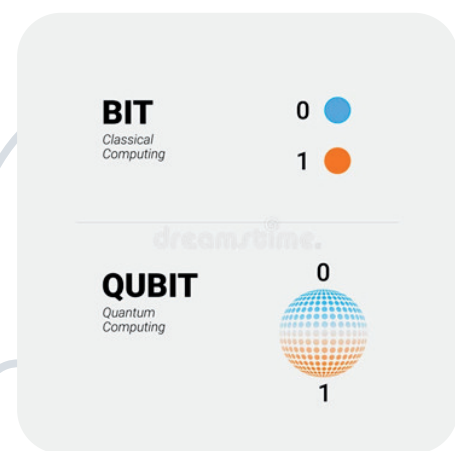 BIT
Classical
Computing
0
1
dreamstime.
QUBIT
Quantum
Computing
0
1